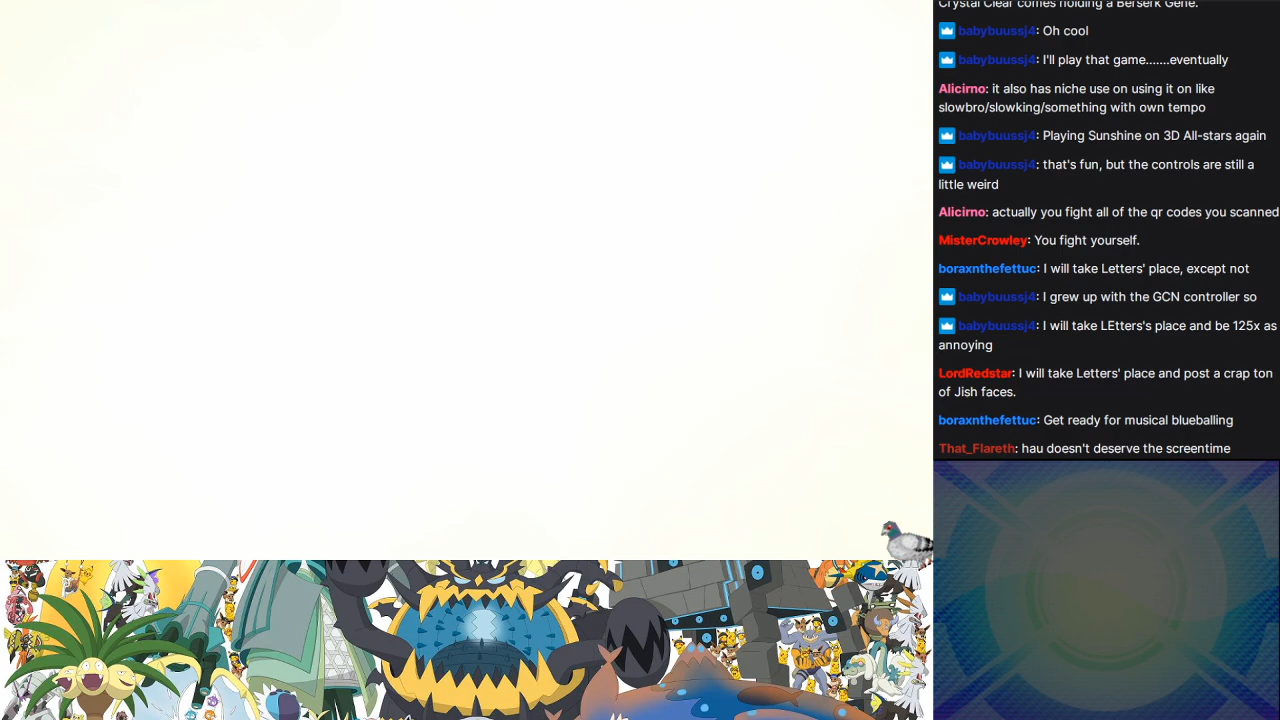 Crystal Clear comes holding a Berserk Gene.
babybuussj4: Oh cool
babybuussj4: I'll play that game.......eventually
Alicirno: it also has niche use on using it on like
slowbro/slowking/something with own tempo
babybuussj4: Playing Sunshine on 3D All-stars again
babybuussj4: that's fun, but the controls are still a
little weird
Alicirno: actually you fight all of the qr codes you scanned
MisterCrowley: You fight yourself.
boraxnthefettuc: I will take Letters' place, except not
babybuussj4: I grew up with the GCN controller so
babybuussj4: I will take LEtters's place and be 125x as
annoying
LordRedstar: I will take Letters' place and post a crap ton
of Jish faces.
boraxnthefettuc: Get ready for musical blueballing
That_Flareth: hau doesn't deserve the screentime